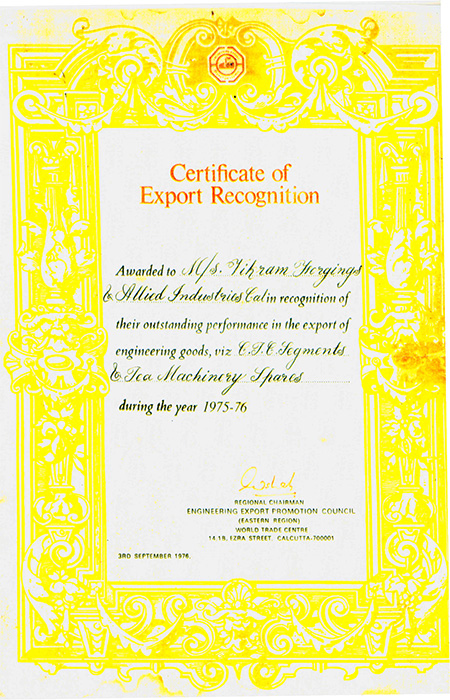 Certificate of
Export Recognition
Awarded to M/s. Vikram Forgings
& Allied Industries Cal in recognition of
their outstanding performance in the export of
engineering goods, viz C.T.C Segments
& Tea Machinery Spares
during the year 1975-76
REGIONAL CHAIRMAN
ENGINEERING EXPORT PROMOTION COUNCIL
(EASTERN REGION)
WORLD TRADE CENTRE
14.1B, EZRA STREET, CALCUTTA-700001
3RD SEPTEMBER 1976.